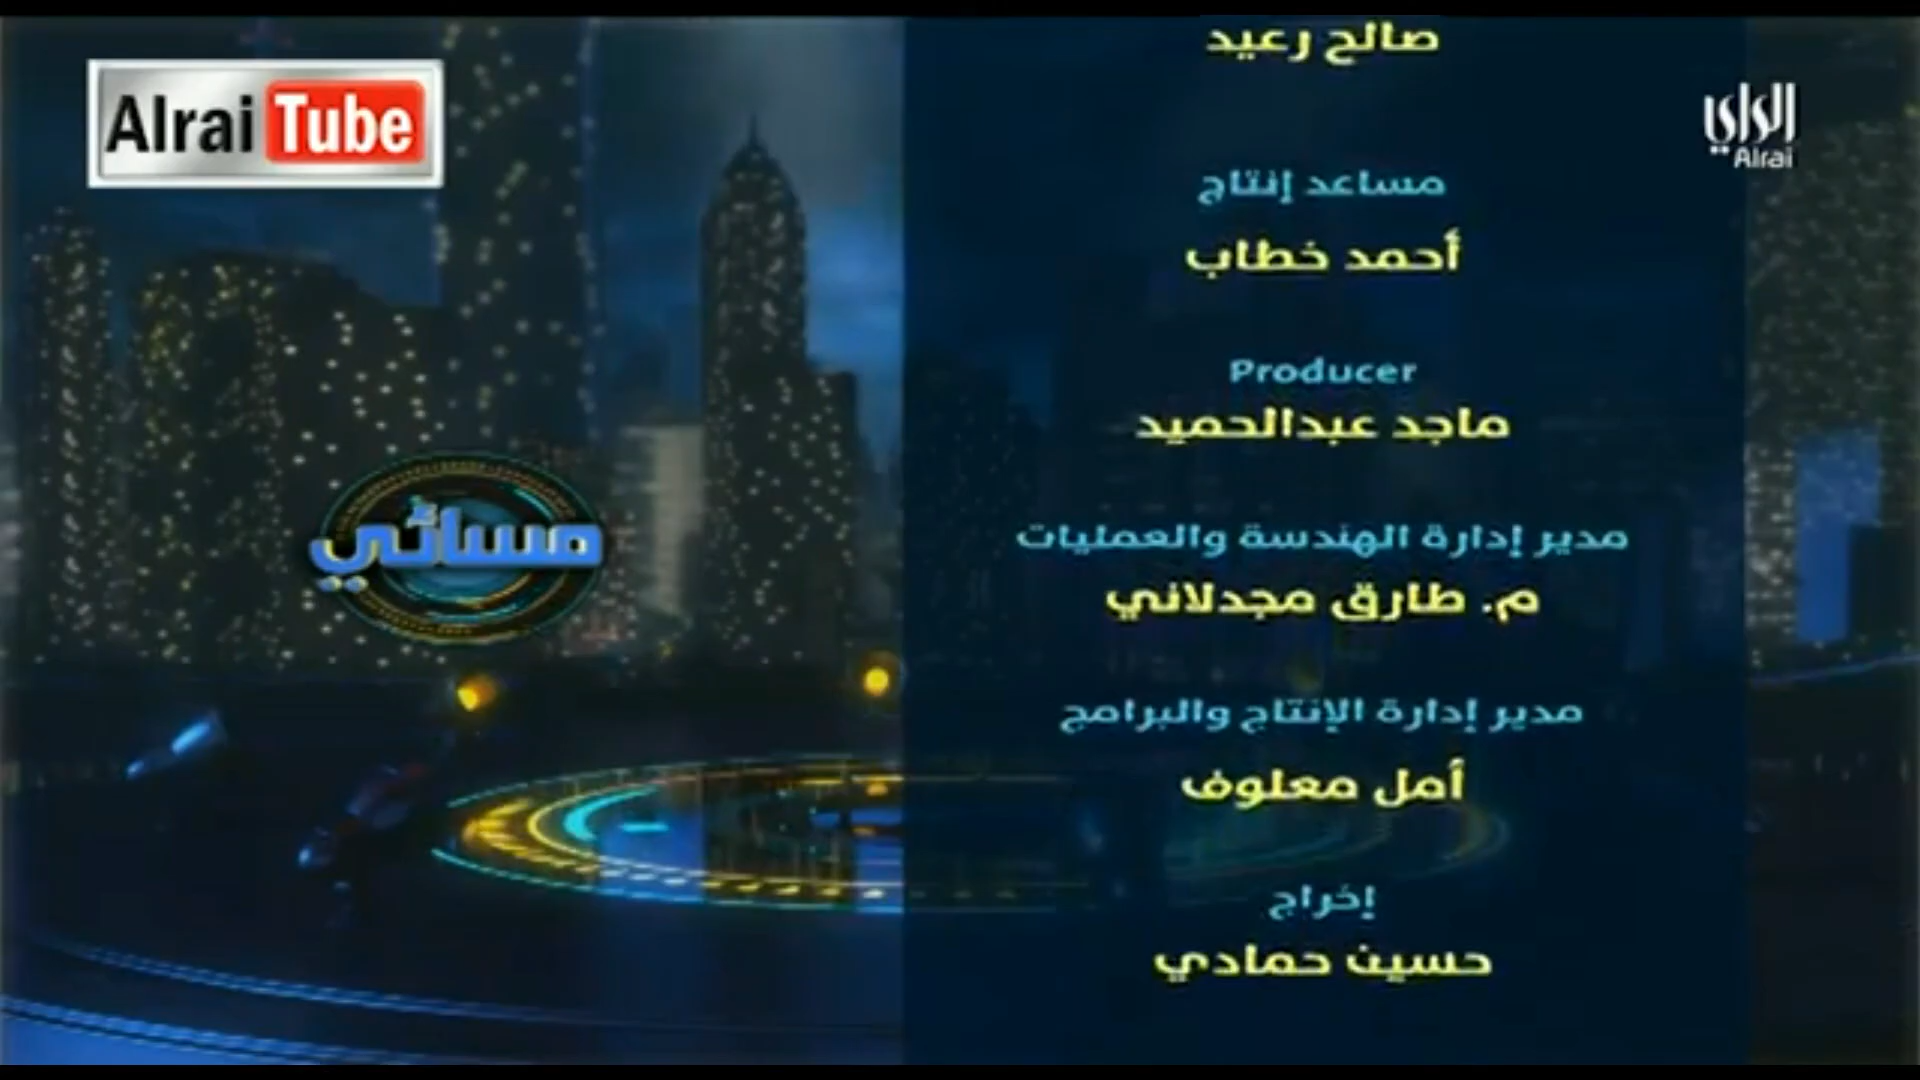 Alrai Tube
الراي
Alrai
صالح رعيد
مساعد إنتاج
أحمد خطاب
Producer
ماجد عبدالحميد
مدير إدارة الهندسة والعمليات
م. طارق مجدلاني
مدير إدارة الإنتاج والبرامج
أمل معلوف
إخراج
حسين حمادي
مسائي